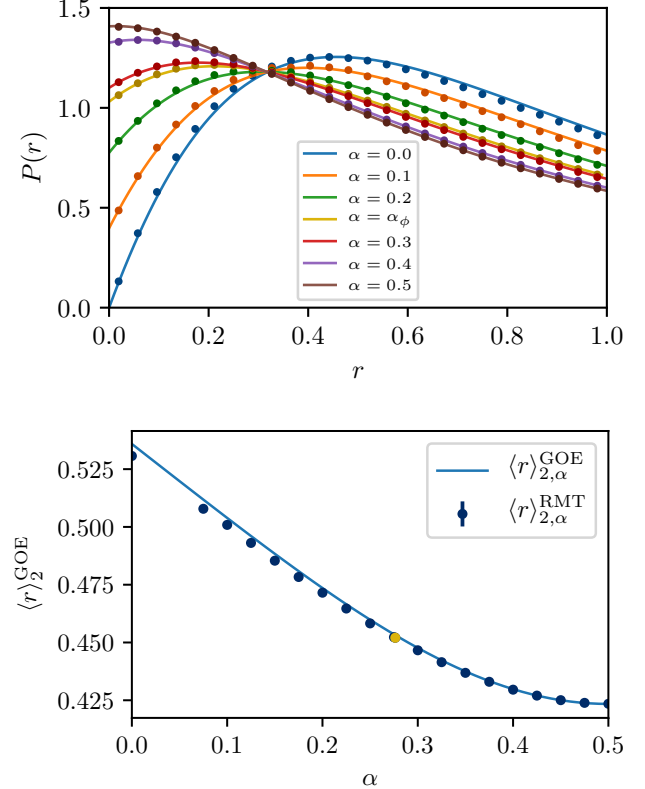 1.5
1.0
0.5
0.0
P(r)
α = 0.0
α = 0.1
α = 0.2
α = α_ϕ
α = 0.3
α = 0.4
α = 0.5
0.0 0.2 0.4 0.6 0.8 1.0
r
0.525
0.500
0.475
0.450
0.425
⟨r⟩₂^GOE
⟨r⟩_{2,α}^GOE
⟨r⟩_{2,α}^RMT
0.0 0.1 0.2 0.3 0.4 0.5
α